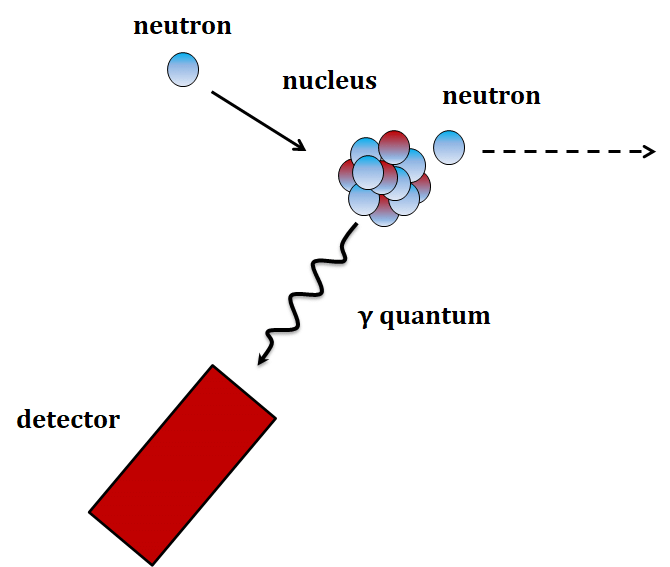 neutron
nucleus
neutron
γ quantum
detector